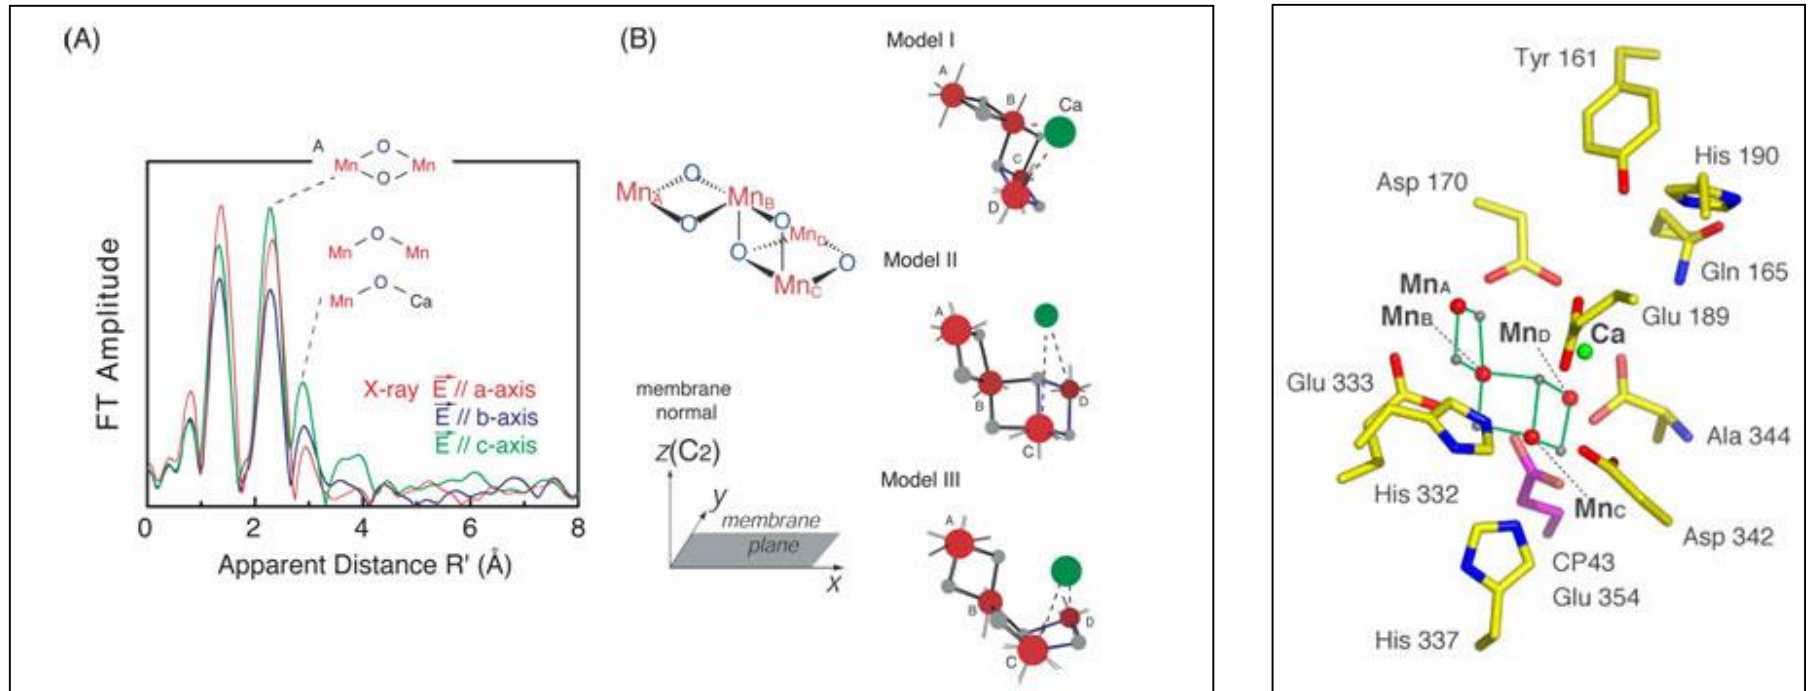 (A)
A
Mn
O
O
Mn
Mn
O
Mn
Mn
O
Ca
X-ray E // a-axis
E // b-axis
E // c-axis
FT Amplitude
0
2
4
6
8
Apparent Distance R' (Å)
(B)
MnA
O
O
MnB
O
O
MnD
MnC
O
membrane
normal
z(C2)
y
membrane
plane
x
Model I
A
B
Ca
C
D
Model II
A
B
D
C
Model III
A
B
D
C
Tyr 161
His 190
Asp 170
Gln 165
MnA
MnB
MnD
Ca
Glu 189
Glu 333
Ala 344
His 332
MnC
Asp 342
CP43
Glu 354
His 337